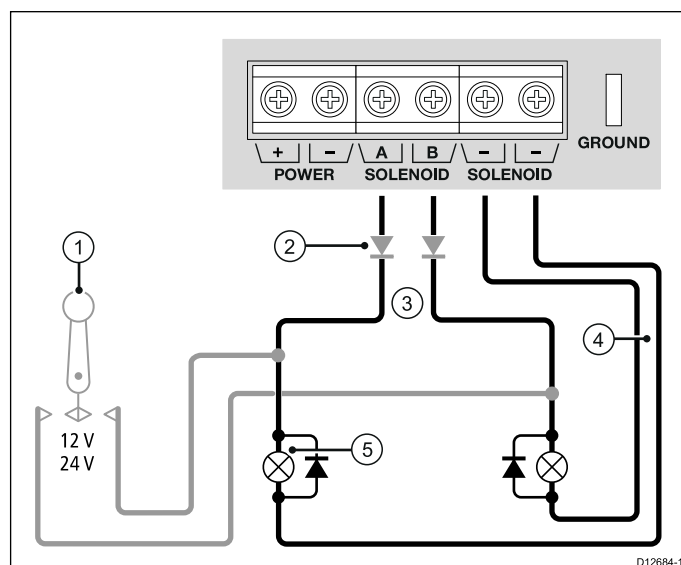 + - A B - -
POWER SOLENOID SOLENOID GROUND
1
2
3
4
5
12 V
24 V
D12684-1